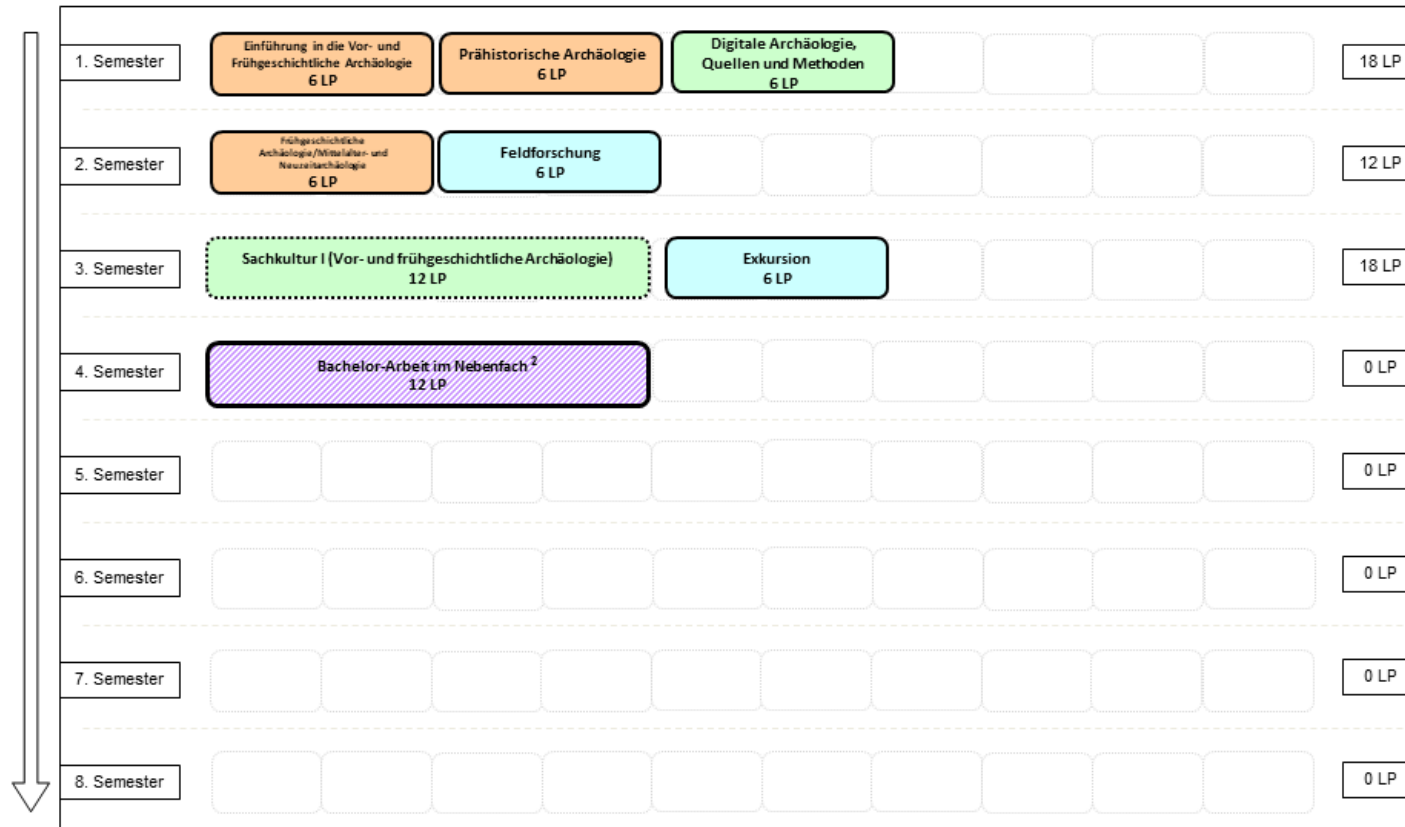 1. Semester
Einführung in die Vor- und
Frühgeschichtliche Archäologie
6 LP
Prähistorische Archäologie
6 LP
Digitale Archäologie,
Quellen und Methoden
6 LP
18 LP
2. Semester
Frühgeschichtliche
Archäologie/Mittelalter- und
Neuzeitarchäologie
6 LP
Feldforschung
6 LP
12 LP
3. Semester
Sachkultur I (Vor- und frühgeschichtliche Archäologie)
12 LP
Exkursion
6 LP
18 LP
4. Semester
Bachelor-Arbeit im Nebenfach ²
12 LP
0 LP
5. Semester
0 LP
6. Semester
0 LP
7. Semester
0 LP
8. Semester
0 LP